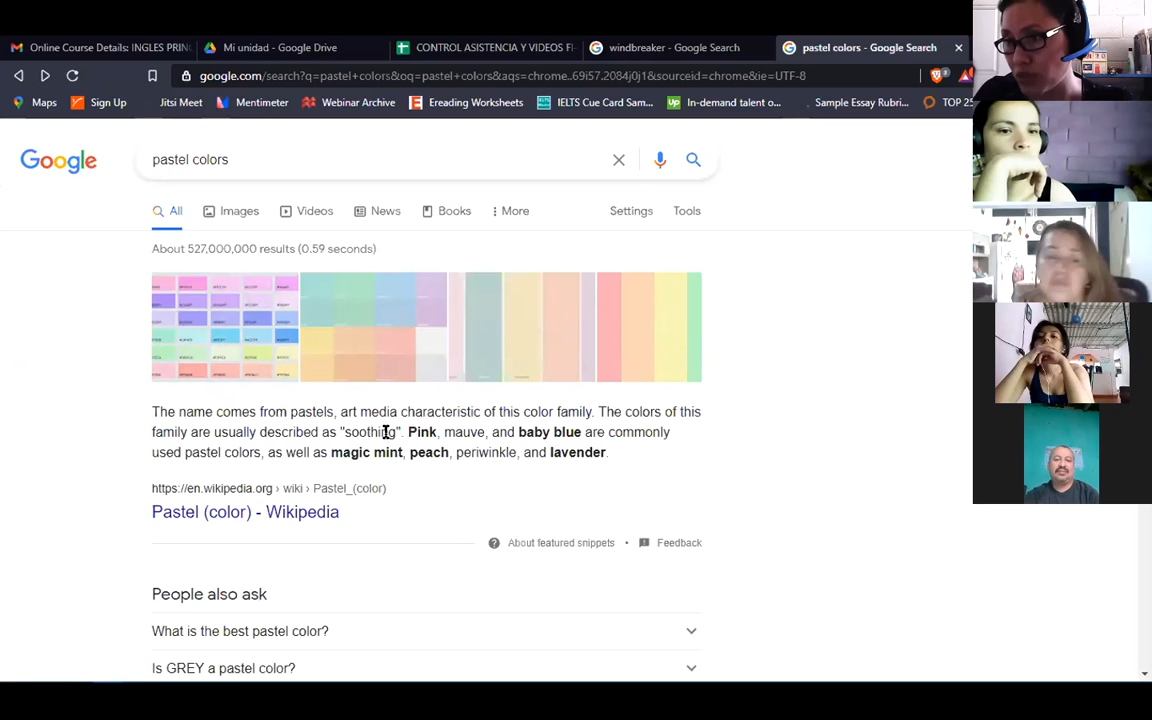 Online Course Details: INGLES PRIN
Mi unidad - Google Drive
CONTROL ASISTENCIA Y VIDEOS FI
windbreaker - Google Search
pastel colors - Google Search
google.com/search?q=pastel+colors&oq=pastel+colors&aqs=chrome..69i57.2084j0j1&sourceid=chrome&ie=UTF-8
Maps
Sign Up
Jitsi Meet
Mentimeter
Webinar Archive
Ereading Worksheets
IELTS Cue Card Sam...
In-demand talent o...
Sample Essay Rubri...
TOP 25
Google
pastel colors
All
Images
Videos
News
Books
More
Settings
Tools
About 527,000,000 results (0.59 seconds)
The name comes from pastels, art media characteristic of this color family. The colors of this
family are usually described as "soothing". Pink, mauve, and baby blue are commonly
used pastel colors, as well as magic mint, peach, periwinkle, and lavender.
https://en.wikipedia.org › wiki › Pastel_(color)
Pastel (color) - Wikipedia
About featured snippets • Feedback
People also ask
What is the best pastel color?
Is GREY a pastel color?